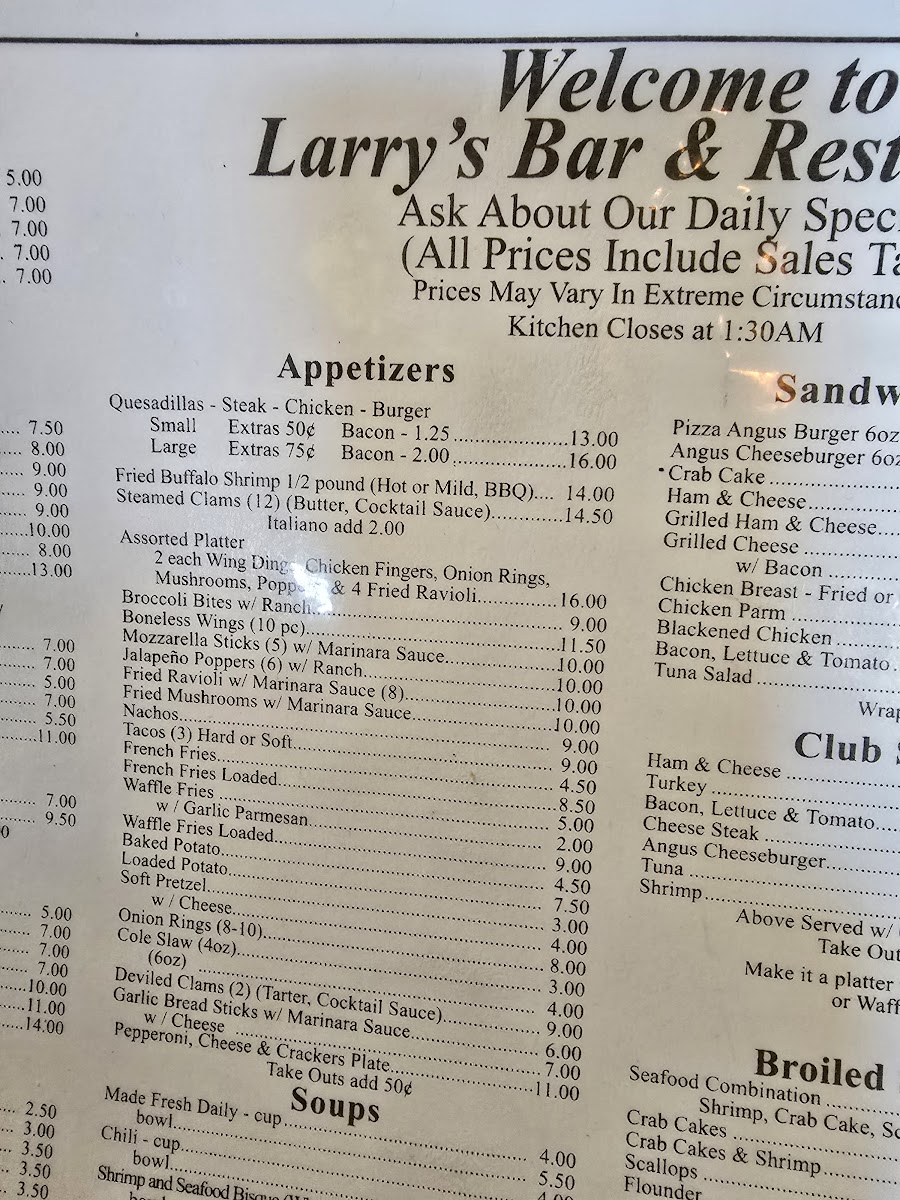 Welcome to
Larry's Bar & Rest
Ask About Our Daily Spec
(All Prices Include Sales Ta
Prices May Vary In Extreme Circumstanc
Kitchen Closes at 1:30AM
5.00
7.00
7.00
. 7.00
. 7.00
.... 7.50
..... 8.00
...... 9.00
...... 9.00
...... 9.00
......10.00
...... 8.00
......13.00
........ 7.00
........ 7.00
........ 5.00
........ 7.00
........ 5.50
........11.00
...... 7.00
...... 9.50
0
...... 5.00
...... 7.00
...... 7.00
...... 7.00
......10.00
......11.00
......14.00
.... 2.50
.... 3.00
.... 3.50
.... 3.50
.... 3.50
Appetizers
Quesadillas - Steak - Chicken - Burger
Small Extras 50¢ Bacon - 1.25......................13.00
Large Extras 75¢ Bacon - 2.00......................16.00
Fried Buffalo Shrimp 1/2 pound (Hot or Mild, BBQ).... 14.00
Steamed Clams (12) (Butter, Cocktail Sauce)...............14.50
Italiano add 2.00
Assorted Platter
2 each Wing Dings, Chicken Fingers, Onion Rings,
Mushrooms, Poppers & 4 Fried Ravioli................16.00
Broccoli Bites w/ Ranch................ 9.00
Boneless Wings (10 pc)................11.50
Mozzarella Sticks (5) w/ Marinara Sauce................10.00
Jalapeño Poppers (6) w/ Ranch................10.00
Fried Ravioli w/ Marinara Sauce (8)................10.00
Fried Mushrooms w/ Marinara Sauce................10.00
Nachos................ 9.00
Tacos (3) Hard or Soft................ 9.00
French Fries................ 4.50
French Fries Loaded................ 8.50
Waffle Fries ................ 5.00
w / Garlic Parmesan................ 2.00
Waffle Fries Loaded................ 9.00
Baked Potato................ 4.50
Loaded Potato................ 7.50
Soft Pretzel................ 3.00
w / Cheese................ 4.00
Onion Rings (8-10)................ 8.00
Cole Slaw (4oz)................ 3.00
(6oz) ................ 4.00
Deviled Clams (2) (Tarter, Cocktail Sauce)................ 9.00
Garlic Bread Sticks w/ Marinara Sauce................ 6.00
w / Cheese ................ 7.00
Pepperoni, Cheese & Crackers Plate................11.00
Take Outs add 50¢
Soups
Made Fresh Daily - cup................ 4.00
bowl................ 5.50
Chili - cup................ 4.00
bowl................
Shrimp and Seafood Bisque
Sandw
Pizza Angus Burger 6oz
Angus Cheeseburger 6oz
•Crab Cake................
Ham & Cheese................
Grilled Ham & Cheese....
Grilled Cheese ................
w/ Bacon ................
Chicken Breast - Fried or
Chicken Parm ................
Blackened Chicken ............
Bacon, Lettuce & Tomato..
Tuna Salad ................
Wrap
Club S
Ham & Cheese ................
Turkey ................
Bacon, Lettuce & Tomato....
Cheese Steak ................
Angus Cheeseburger........
Tuna ................
Shrimp................
Above Served w/
Take Out
Make it a platter
or Waff
Broiled
Seafood Combination ............
Shrimp, Crab Cake, Sc
Crab Cakes ................
Crab Cakes & Shrimp............
Scallops ................
Flounder